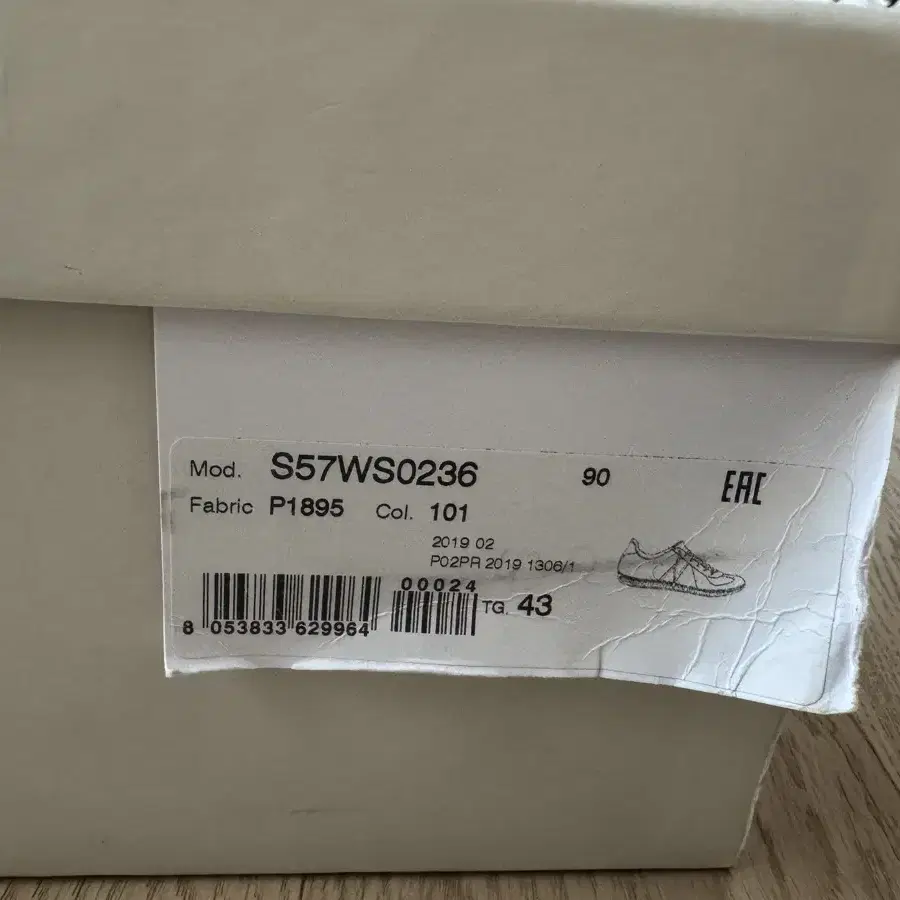 Mod. S57WS0236 90 EAC
Fabric P1895 Col. 101
2019 02
P02PR 2019 1306/1
00024
8 053833 629964 TG. 43